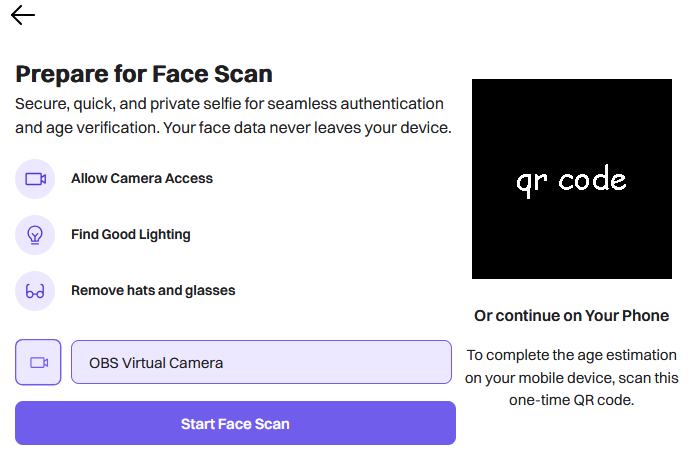 Prepare for Face Scan
Secure, quick, and private selfie for seamless authentication
and age verification. Your face data never leaves your device.
Allow Camera Access
Find Good Lighting
Remove hats and glasses
OBS Virtual Camera
Start Face Scan
qr code
Or continue on Your Phone
To complete the age estimation
on your mobile device, scan this
one-time QR code.